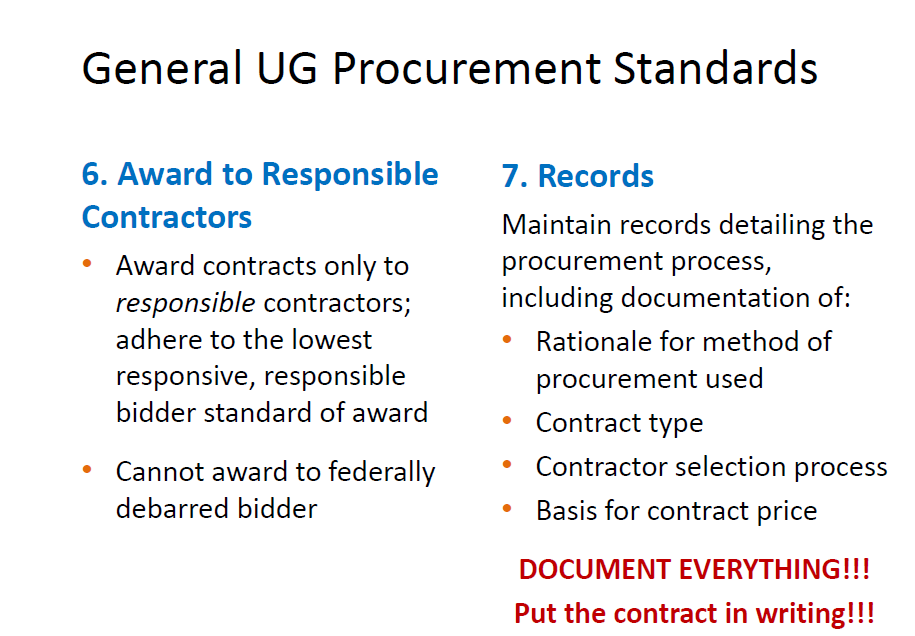 General UG Procurement Standards
6. Award to Responsible
Contractors
• Award contracts only to
responsible contractors;
adhere to the lowest
responsive, responsible
bidder standard of award
• Cannot award to federally
debarred bidder
7. Records
Maintain records detailing the
procurement process,
including documentation of:
• Rationale for method of
procurement used
• Contract type
• Contractor selection process
• Basis for contract price
DOCUMENT EVERYTHING!!!
Put the contract in writing!!!